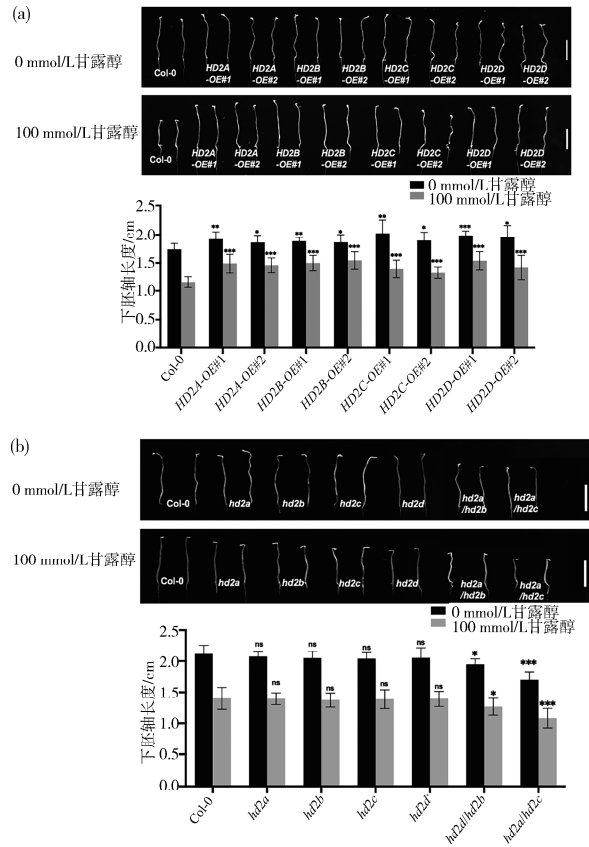 (a)
0 mmol/L甘露醇
Col-0
HD2A
-OE#1
HD2A
-OE#2
HD2B
-OE#1
HD2B
-OE#2
HD2C
-OE#1
HD2C
-OE#2
HD2D
-OE#1
HD2D
-OE#2
100 mmol/L甘露醇
Col-0
HD2A
-OE#1
HD2A
-OE#2
HD2B
-OE#1
HD2B
-OE#2
HD2C
-OE#1
HD2C
-OE#2
HD2D
-OE#1
HD2D
-OE#2
0 mmol/L甘露醇
100 mmol/L甘露醇
下胚轴长度/cm
2.5
2.0
1.5
1.0
0.5
0.0
** *** * *** ** *** * *** ** *** * *** *** *** * ***
Col-0
HD2A-OE#1
HD2A-OE#2
HD2B-OE#1
HD2B-OE#2
HD2C-OE#1
HD2C-OE#2
HD2D-OE#1
HD2D-OE#2
(b)
0 mmol/L甘露醇
Col-0
hd2a
hd2b
hd2c
hd2d
hd2a
/hd2b
hd2a
/hd2c
100 mmol/L甘露醇
Col-0
hd2a
hd2b
hd2c
hd2d
hd2a
/hd2b
hd2a
/hd2c
0 mmol/L甘露醇
100 mmol/L甘露醇
下胚轴长度/cm
2.5
2.0
1.5
1.0
0.5
0.0
ns ns ns ns ns ns ns ns * * *** ***
Col-0
hd2a
hd2b
hd2c
hd2d
hd2d/hd2b
hd2a/hd2c